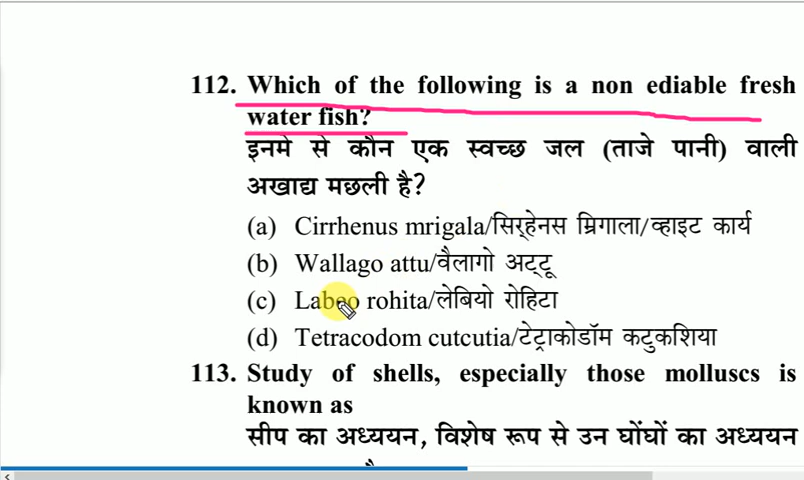 112. Which of the following is a non ediable fresh
water fish?
इनमे से कौन एक स्वच्छ जल (ताजे पानी) वाली
अखाद्य मछली है?
(a) Cirrhenus mrigala/सिर्हेनस म्रिगाला/व्हाइट कार्य
(b) Wallago attu/वैलागो अट्टू
(c) Labeo rohita/लेबियो रोहिटा
(d) Tetracodom cutcutia/टेट्राकोडॉम कटुकशिया
113. Study of shells, especially those molluscs is
known as
सीप का अध्ययन, विशेष रूप से उन घोंघों का अध्ययन